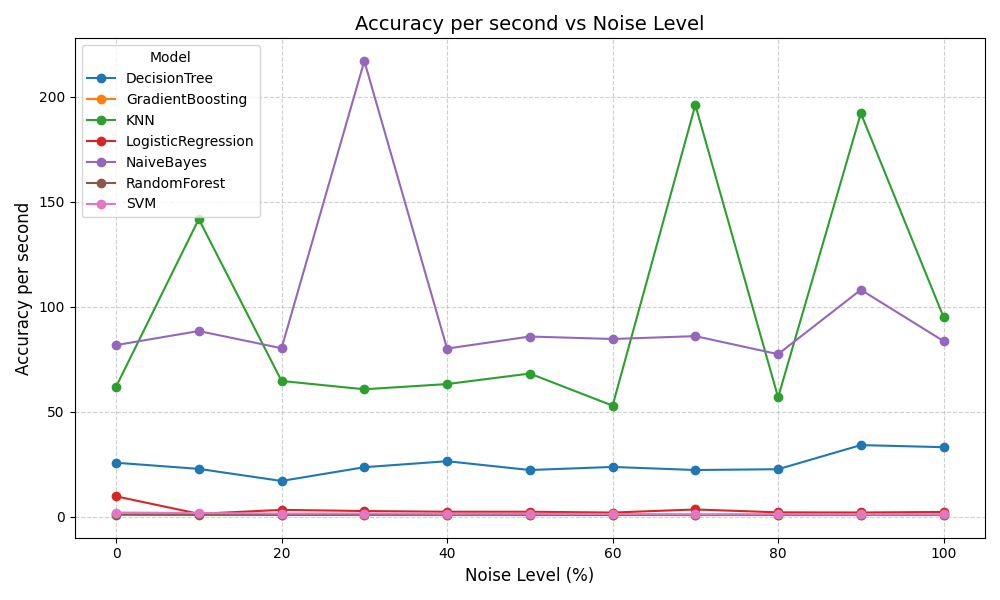 Accuracy per second vs Noise Level
Model
DecisionTree
GradientBoosting
KNN
LogisticRegression
NaiveBayes
RandomForest
SVM
Accuracy per second
200
150
100
50
0
0 20 40 60 80 100
Noise Level (%)